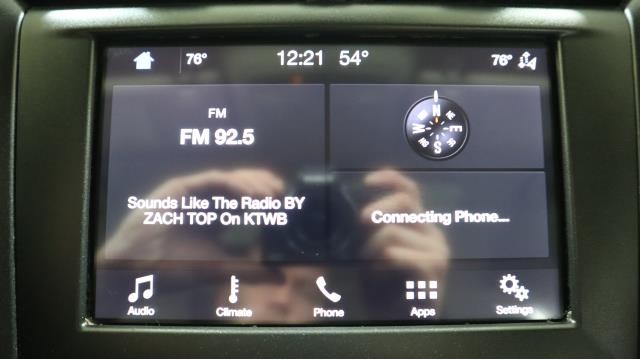 76° 12:21 54° 76°
FM
FM 92.5
Sounds Like The Radio BY
ZACH TOP On KTWB
N
W E
S
Connecting Phone...
Audio Climate Phone Apps Settings